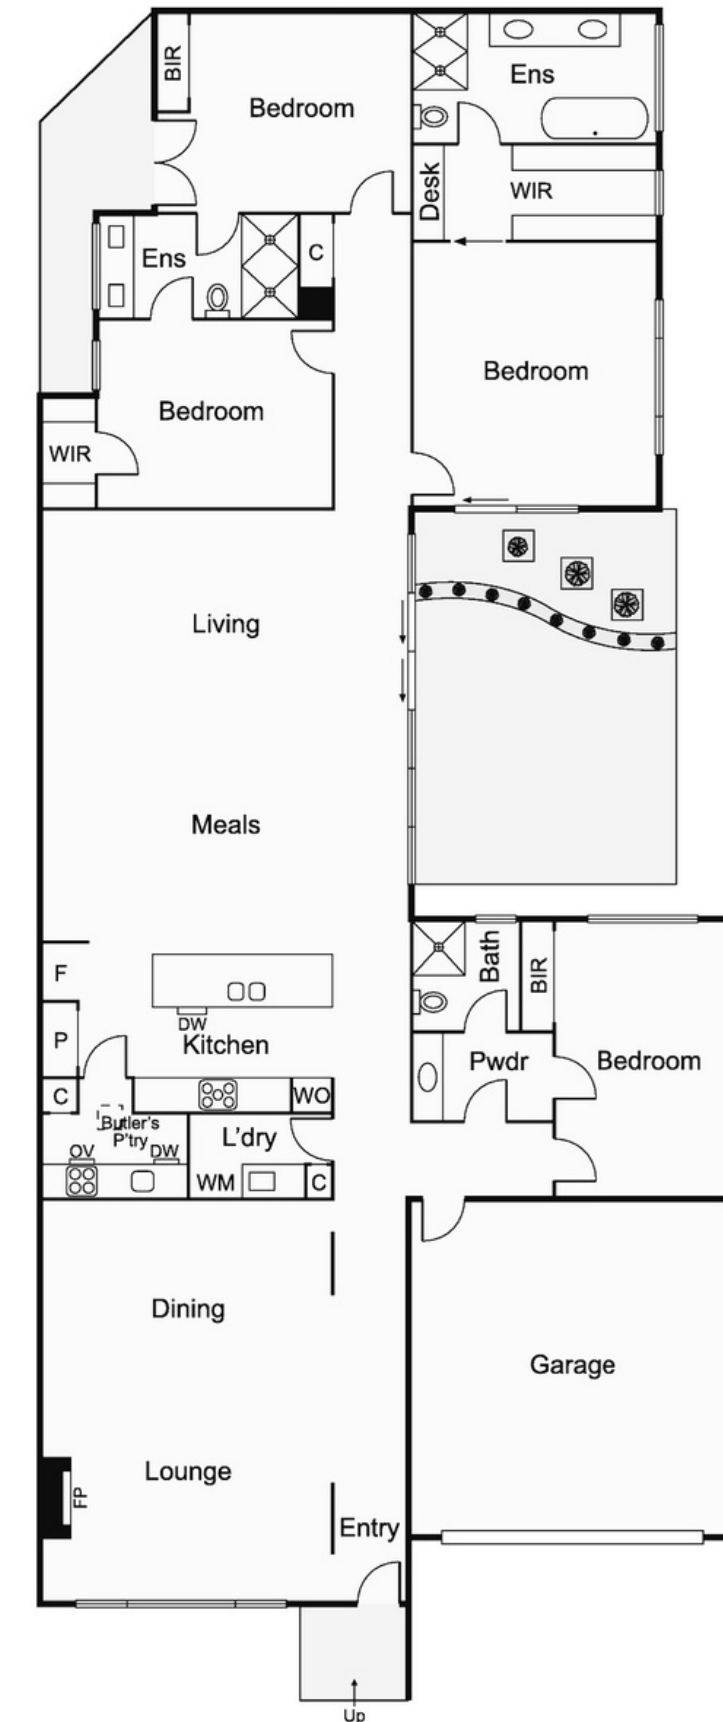 BIR
Bedroom
Ens
Desk
WIR
Ens
C
Bedroom
Bedroom
WIR
Living
Meals
F
P
DW
Kitchen
C
WO
Butler's
P'try
OV
DW
L'dry
WM
C
Bath
BIR
Pwdr
Bedroom
Dining
Garage
Lounge
FP
Entry
Up